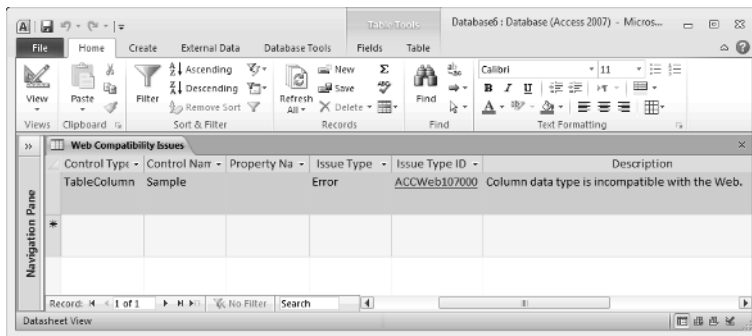 Table Tools
Database6 : Database (Access 2007) - Micros...
File Home Create External Data Database Tools Fields Table
View
Paste
Filter
Ascending
Descending
Remove Sort
Refresh All
New
Save
Delete
Find
Calibri 11
B I U
Views Clipboard Sort & Filter Records Find Text Formatting
Web Compatibility Issues
Control Type Control Nam Property Na Issue Type Issue Type ID Description
TableColumn Sample Error ACCWeb107000 Column data type is incompatible with the Web.
Navigation Pane
Record: 1 of 1 No Filter Search
Datasheet View